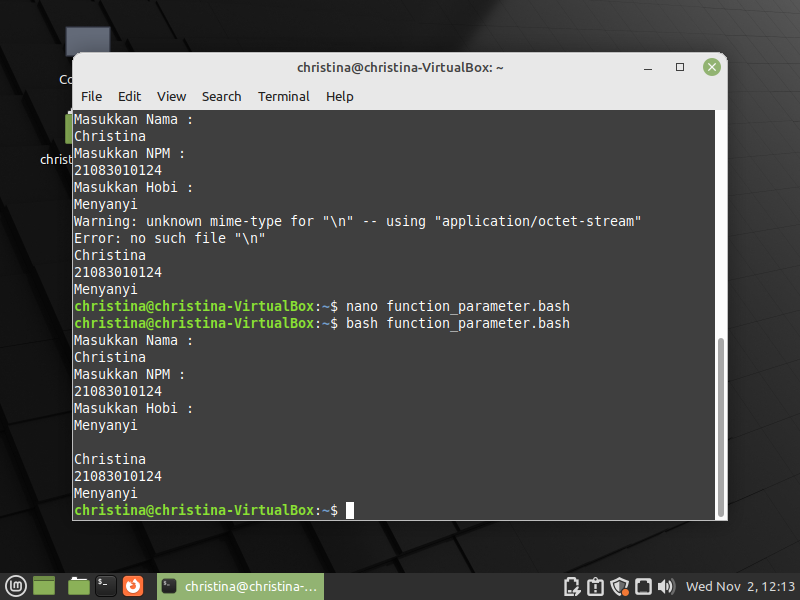 Co
christ
christina@christina-VirtualBox: ~
File Edit View Search Terminal Help
Masukkan Nama :
Christina
Masukkan NPM :
21083010124
Masukkan Hobi :
Menyanyi
Warning: unknown mime-type for "\n" -- using "application/octet-stream"
Error: no such file "\n"
Christina
21083010124
Menyanyi
christina@christina-VirtualBox:~$ nano function_parameter.bash
christina@christina-VirtualBox:~$ bash function_parameter.bash
Masukkan Nama :
Christina
Masukkan NPM :
21083010124
Masukkan Hobi :
Menyanyi
Christina
21083010124
Menyanyi
christina@christina-VirtualBox:~$
christina@christina-...
Wed Nov 2, 12:13